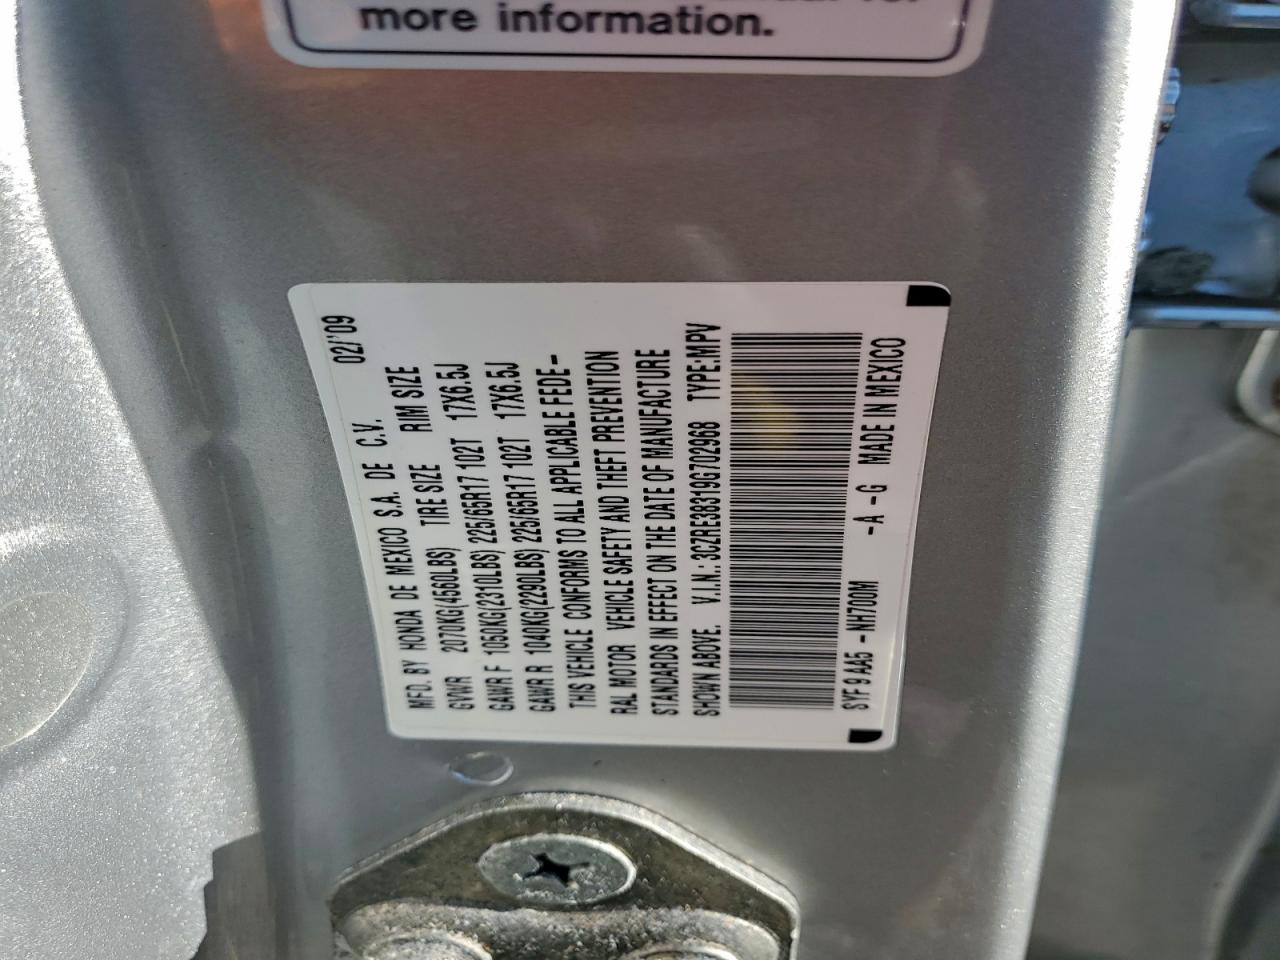 more information.
02/'09
MFD. BY HONDA DE MEXICO S.A. DE C.V.
GVWR 2070KG(4560LBS) TIRE SIZE RIM SIZE
GAWR F 1050KG(2310LBS) 225/65R17 102T 17X6.5J
GAWR R 1040KG(2290LBS) 225/65R17 102T 17X6.5J
THIS VEHICLE CONFORMS TO ALL APPLICABLE FEDE-
RAL MOTOR VEHICLE SAFETY AND THEFT PREVENTION
STANDARDS IN EFFECT ON THE DATE OF MANUFACTURE
SHOWN ABOVE. V.I.N.: 3CZRE38319G702968 TYPE:MPV
SYF 9 AA5 - NH700M -A -G MADE IN MEXICO